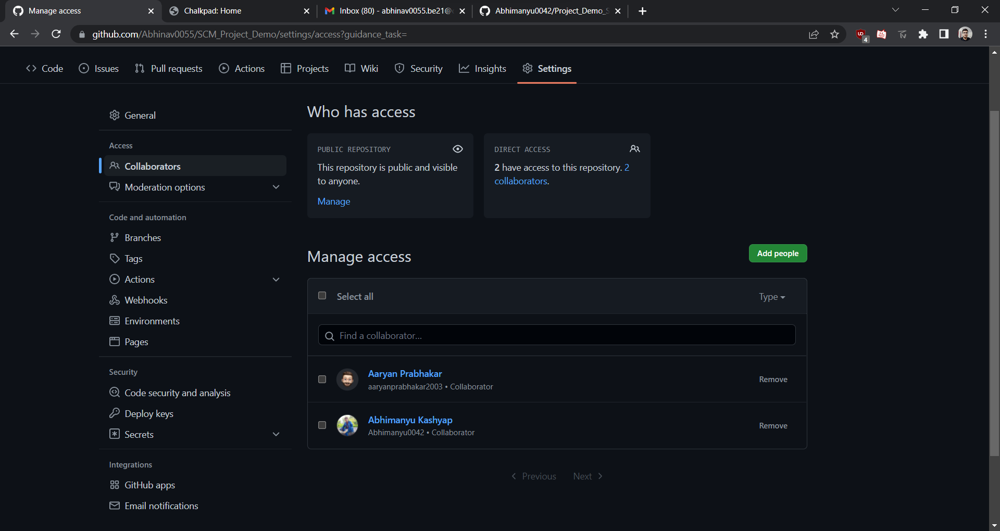 Manage access
Chalkpad: Home
Inbox (80) - abhinav0055.be21@
Abhimanyu0042/Project_Demo_S
github.com/Abhinav0055/SCM_Project_Demo/settings/access?guidance_task=
4
Code
Issues
Pull requests
Actions
Projects
Wiki
Security
Insights
Settings
General
Access
Collaborators
Moderation options
Code and automation
Branches
Tags
Actions
Webhooks
Environments
Pages
Security
Code security and analysis
Deploy keys
Secrets
Integrations
GitHub apps
Email notifications
Who has access
PUBLIC REPOSITORY
This repository is public and visible
to anyone.
Manage
DIRECT ACCESS
2 have access to this repository. 2
collaborators.
Manage access
Add people
Select all
Type
Find a collaborator...
Aaryan Prabhakar
aaryanprabhakar2003 • Collaborator
Remove
Abhimanyu Kashyap
Abhimanyu0042 • Collaborator
Remove
Previous
Next